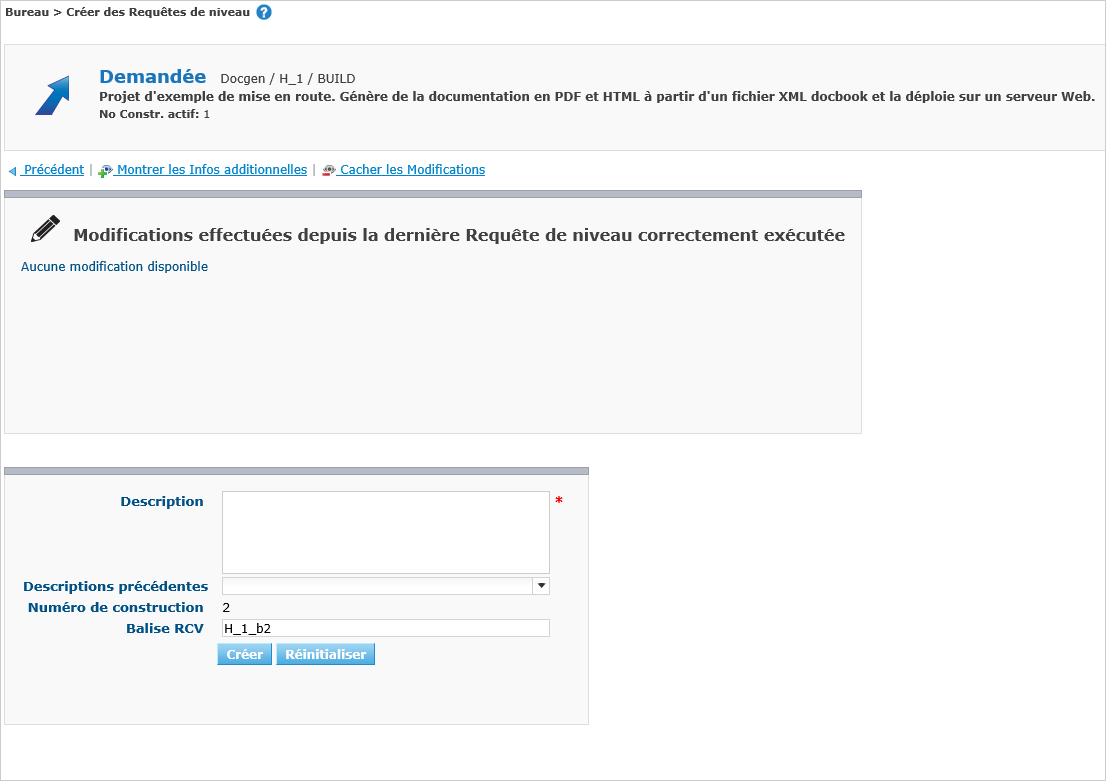 Bureau > Créer des Requêtes de niveau ?
Demandée Docgen / H_1 / BUILD
Projet d'exemple de mise en route. Génère de la documentation en PDF et HTML à partir d'un fichier XML docbook et la déploie sur un serveur Web.
No Constr. actif: 1
Précédent | Montrer les Infos additionnelles | Cacher les Modifications
Modifications effectuées depuis la dernière Requête de niveau correctement exécutée
Aucune modification disponible
Description *
Descriptions précédentes
Numéro de construction 2
Balise RCV H_1_b2
Créer Réinitialiser